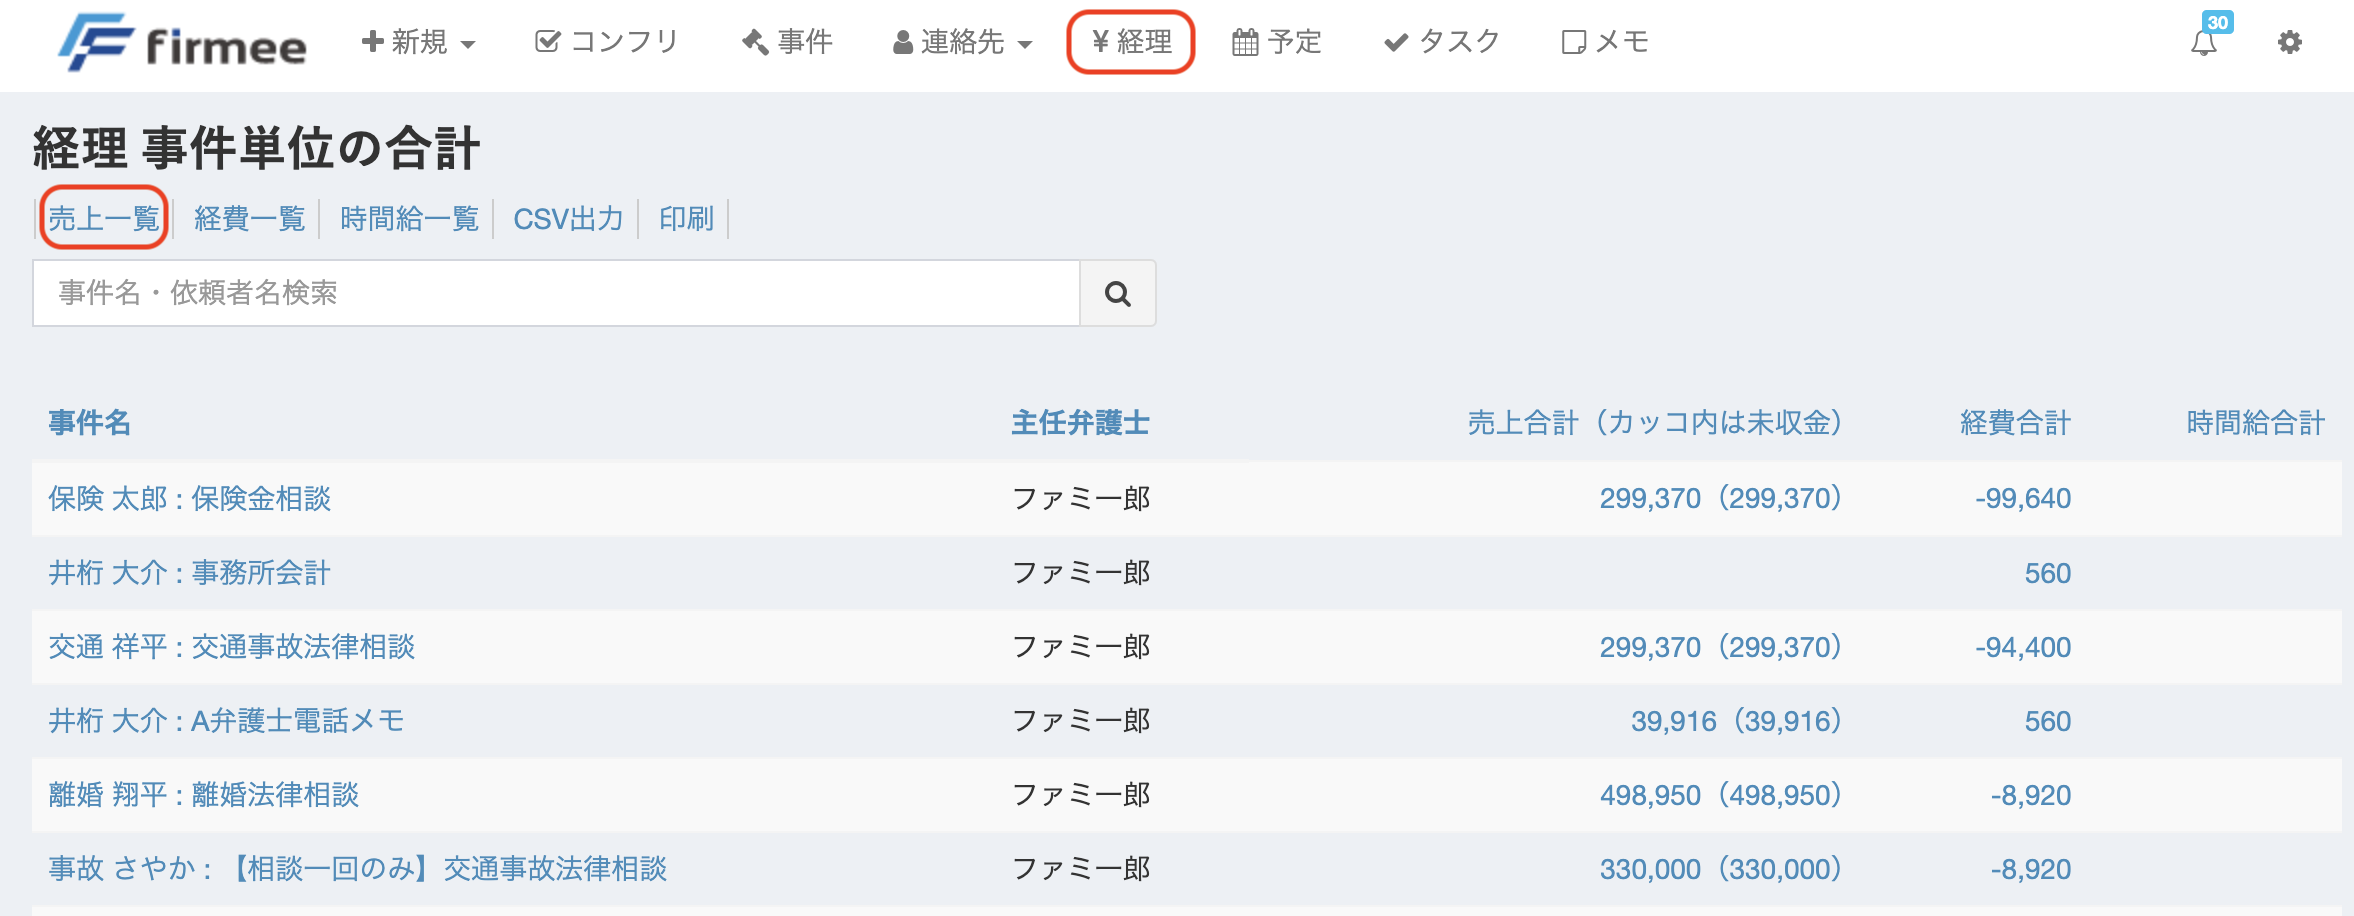 firmee 新規 コンフリ 事件 連絡先 ¥ 経理 予定 タスク メモ 30
経理 事件単位の合計
売上一覧 経費一覧 時間給一覧 CSV出力 印刷
事件名・依頼者名検索
事件名 主任弁護士 売上合計（カッコ内は未収金） 経費合計 時間給合計
保険 太郎 : 保険金相談 ファミ一郎 299,370（299,370） -99,640
井桁 大介 : 事務所会計 ファミ一郎 560
交通 祥平 : 交通事故法律相談 ファミ一郎 299,370（299,370） -94,400
井桁 大介 : A弁護士電話メモ ファミ一郎 39,916（39,916） 560
離婚 翔平 : 離婚法律相談 ファミ一郎 498,950（498,950） -8,920
事故 さやか : 【相談一回のみ】交通事故法律相談 ファミ一郎 330,000（330,000） -8,920